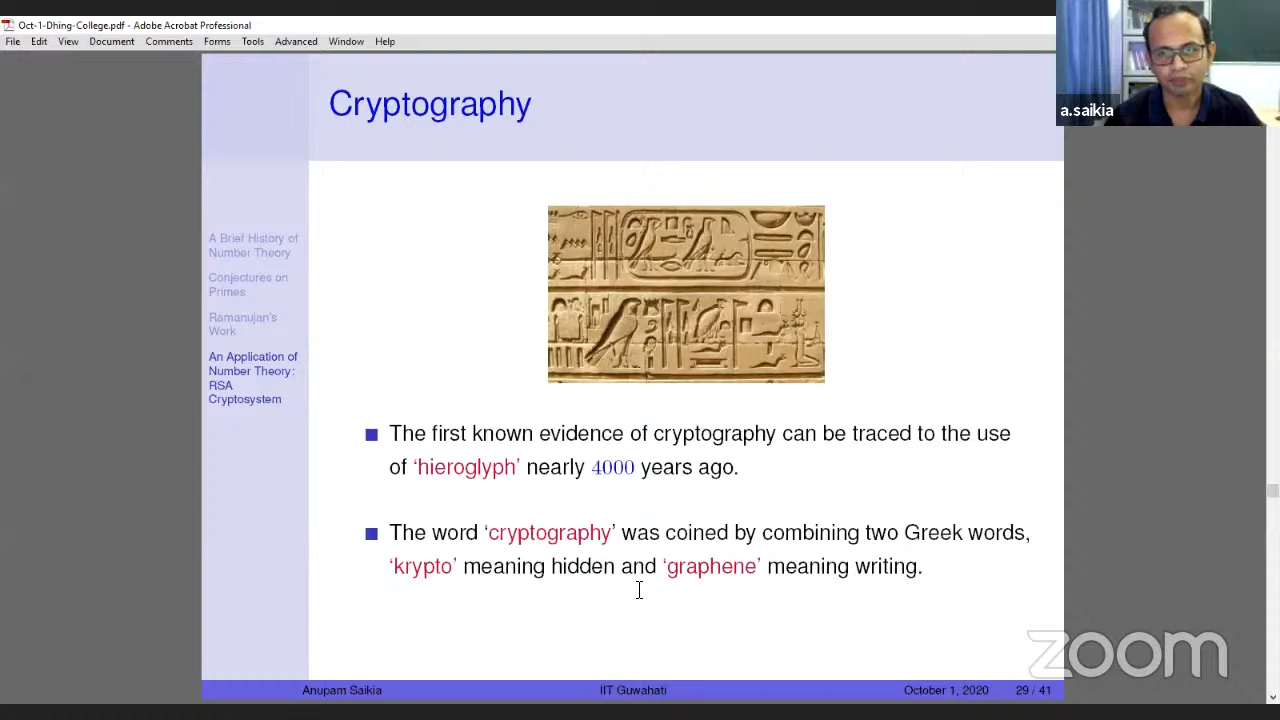 Oct-1-Dhing-College.pdf - Adobe Acrobat Professional
File Edit View Document Comments Forms Tools Advanced Window Help
a.saikia
Cryptography
A Brief History of
Number Theory
Conjectures on
Primes
Ramanujan's
Work
An Application of
Number Theory:
RSA
Cryptosystem
The first known evidence of cryptography can be traced to the use
of ‘hieroglyph’ nearly 4000 years ago.
The word ‘cryptography’ was coined by combining two Greek words,
‘krypto’ meaning hidden and ‘graphene’ meaning writing.
zoom
Anupam Saikia IIT Guwahati October 1, 2020 29 / 41